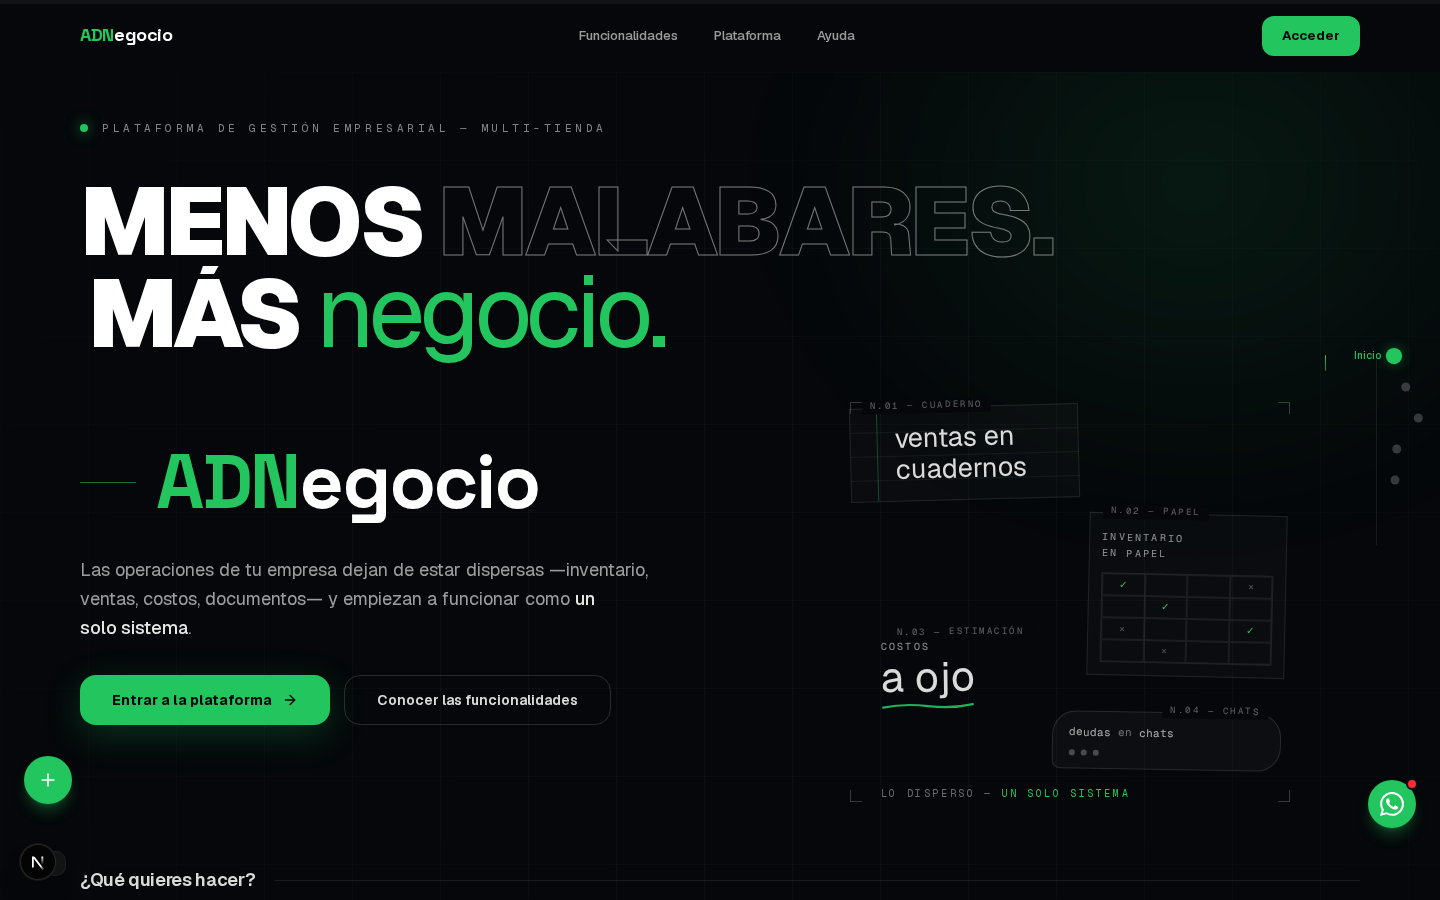 ADNegocio
Funcionalidades
Plataforma
Ayuda
Acceder
PLATAFORMA DE GESTIÓN EMPRESARIAL — MULTI-TIENDA
MENOS MALABARES.
MÁS negocio.
Inicio
N.01 — CUADERNO
ventas en
cuadernos
ADNegocio
N.02 — PAPEL
INVENTARIO
EN PAPEL
Las operaciones de tu empresa dejan de estar dispersas —inventario,
ventas, costos, documentos— y empiezan a funcionar como un
solo sistema.
N.03 — ESTIMACIÓN
COSTOS
a ojo
Entrar a la plataforma →
Conocer las funcionalidades
N.04 — CHATS
deudas en chats
LO DISPERSO — UN SOLO SISTEMA
¿Qué quieres hacer?